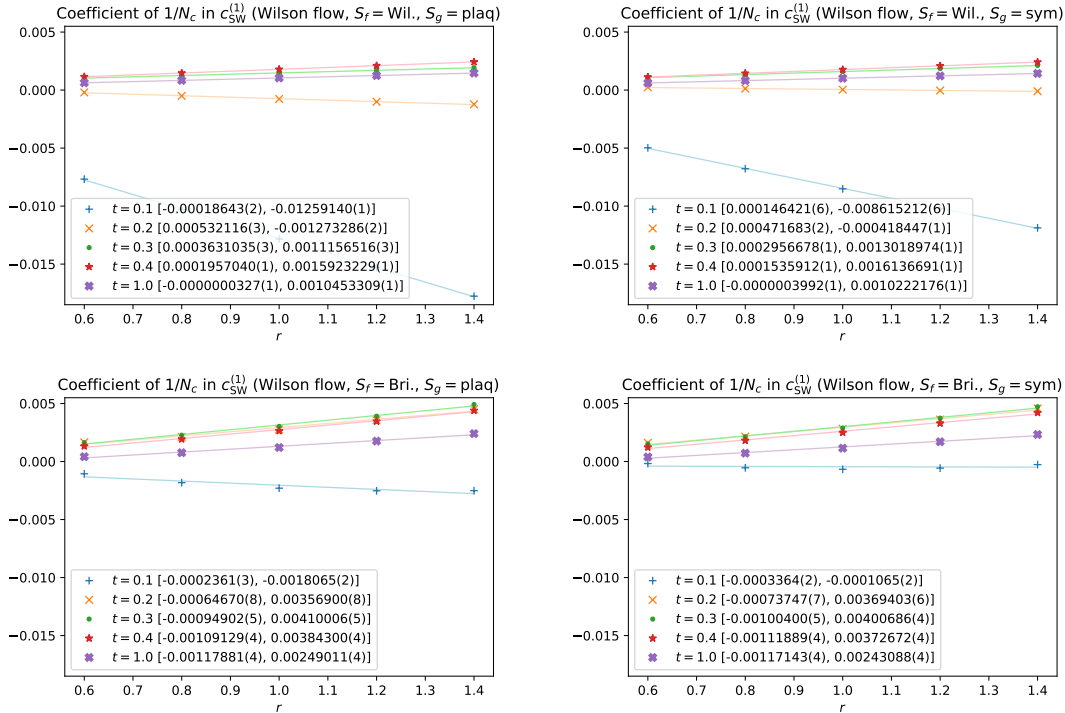 Coefficient of 1/N_c in c_SW^(1) (Wilson flow, S_f = Wil., S_g = plaq)
0.005
0.000
−0.005
−0.010
−0.015
t = 0.1 [-0.00018643(2), -0.01259140(1)]
t = 0.2 [0.000532116(3), -0.001273286(2)]
t = 0.3 [0.0003631035(3), 0.0011156516(3)]
t = 0.4 [0.0001957040(1), 0.0015923229(1)]
t = 1.0 [-0.0000000327(1), 0.0010453309(1)]
0.6 0.7 0.8 0.9 1.0 1.1 1.2 1.3 1.4
r
Coefficient of 1/N_c in c_SW^(1) (Wilson flow, S_f = Wil., S_g = sym)
0.005
0.000
−0.005
−0.010
−0.015
t = 0.1 [0.000146421(6), -0.008615212(6)]
t = 0.2 [0.000471683(2), -0.000418447(1)]
t = 0.3 [0.0002956678(1), 0.0013018974(1)]
t = 0.4 [0.0001535912(1), 0.0016136691(1)]
t = 1.0 [-0.0000003992(1), 0.0010222176(1)]
0.6 0.7 0.8 0.9 1.0 1.1 1.2 1.3 1.4
r
Coefficient of 1/N_c in c_SW^(1) (Wilson flow, S_f = Bri., S_g = plaq)
0.005
0.000
−0.005
−0.010
−0.015
t = 0.1 [-0.0002361(3), -0.0018065(2)]
t = 0.2 [-0.00064670(8), 0.00356900(8)]
t = 0.3 [-0.00094902(5), 0.00410006(5)]
t = 0.4 [-0.00109129(4), 0.00384300(4)]
t = 1.0 [-0.00117881(4), 0.00249011(4)]
0.6 0.7 0.8 0.9 1.0 1.1 1.2 1.3 1.4
r
Coefficient of 1/N_c in c_SW^(1) (Wilson flow, S_f = Bri., S_g = sym)
0.005
0.000
−0.005
−0.010
−0.015
t = 0.1 [-0.0003364(2), -0.0001065(2)]
t = 0.2 [-0.00073747(7), 0.00369403(6)]
t = 0.3 [-0.00100400(5), 0.00400686(4)]
t = 0.4 [-0.00111889(4), 0.00372672(4)]
t = 1.0 [-0.00117143(4), 0.00243088(4)]
0.6 0.7 0.8 0.9 1.0 1.1 1.2 1.3 1.4
r